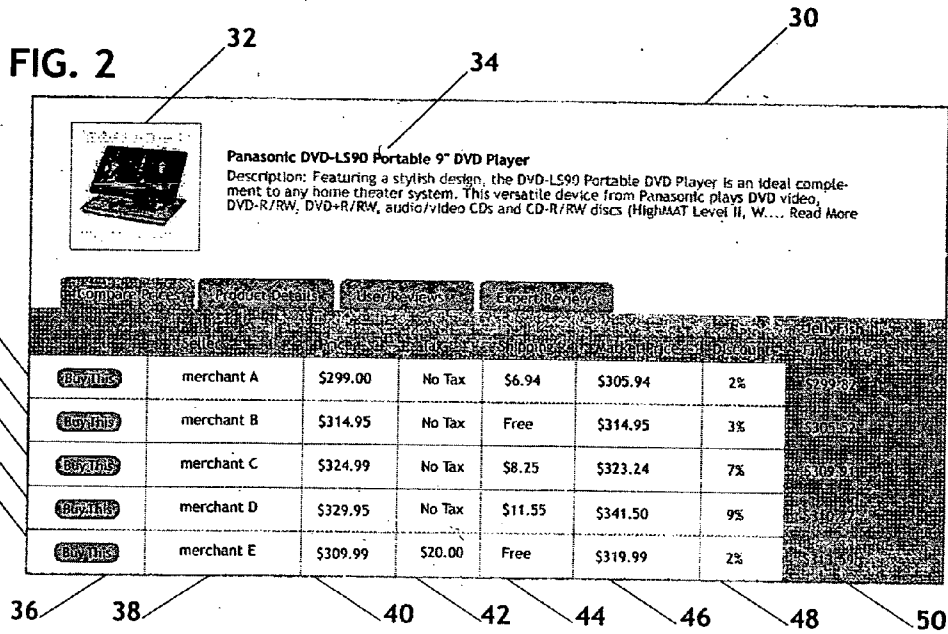 30
32
34
FIG. 2
Panasonic DVD-LS90 Portable 9" DVD Player
Description: Featuring a stylish design, the DVD-LS90 Portable DVD Player is an ideal comple-
ment to any home theater system. This versatile device from Panasonic plays DVD video,
DVD-R/RW, DVD+R/RW, audio/video CDs and CD-R/RW discs (HighMAT Level II, W.... Read More
Compare Prices Product Details User Reviews Expert Reviews
Buy This merchant A $299.00 No Tax $6.94 $305.94 2% $299.82
Buy This merchant B $314.95 No Tax Free $314.95 3% $305.52
Buy This merchant C $324.99 No Tax $8.25 $323.24 7%
Buy This merchant D $329.95 No Tax $11.55 $341.50 9%
Buy This merchant E $309.99 $20.00 Free $319.99 2%
36 38 40 42 44 46 48 50